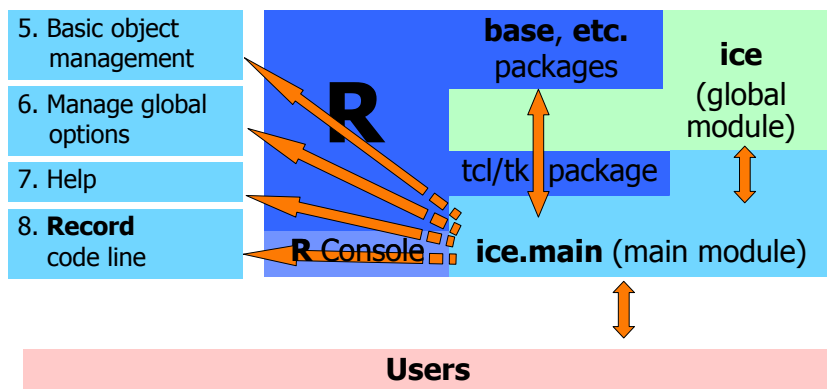 5. Basic object
management
6. Manage global
options
7. Help
8. Record
code line
R
base, etc.
packages
ice
(global
module)
tcl/tk package
R Console
ice.main (main module)
Users